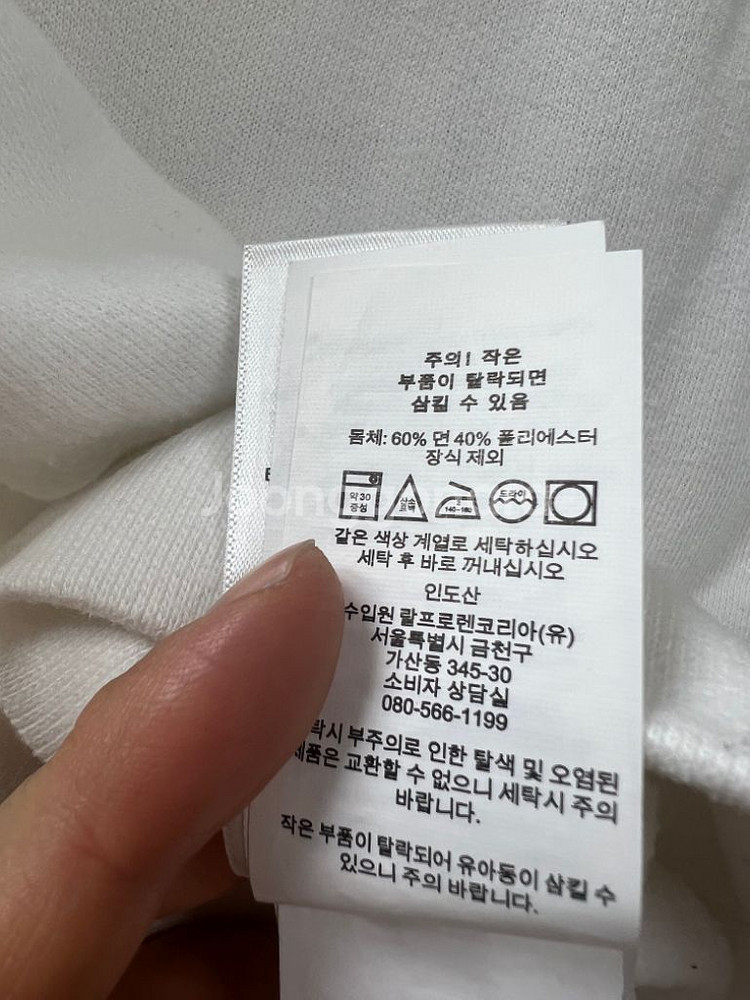 주의! 작은
부품이 탈락되면
삼킬 수 있음
몸체: 60% 면 40% 폴리에스터
장식 제외
약 30
중성
산소
표백
2
140~160
드라이
같은 색상 계열로 세탁하십시오
세탁 후 바로 꺼내십시오
인도산
수입원 랄프로렌코리아(유)
서울특별시 금천구
가산동 345-30
소비자 상담실
080-566-1199
탁시 부주의로 인한 탈색 및 오염된
제품은 교환할 수 없으니 세탁시 주의
바랍니다.
작은 부품이 탈락되어 유아동이 삼킬 수
있으니 주의 바랍니다.